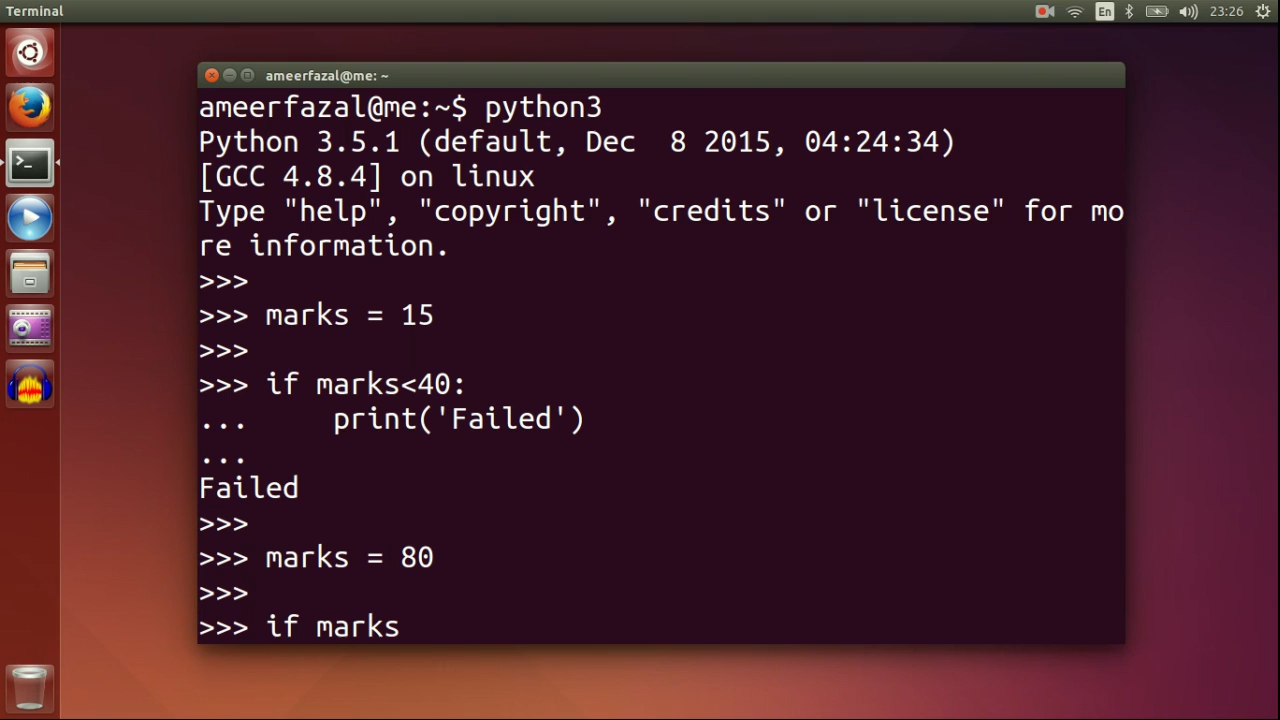 Terminal
En
23:26
ameerfazal@me: ~
ameerfazal@me:~$ python3
Python 3.5.1 (default, Dec  8 2015, 04:24:34)
[GCC 4.8.4] on linux
Type "help", "copyright", "credits" or "license" for mo
re information.
>>>
>>> marks = 15
>>>
>>> if marks<40:
...     print('Failed')
...
Failed
>>>
>>> marks = 80
>>>
>>> if marks